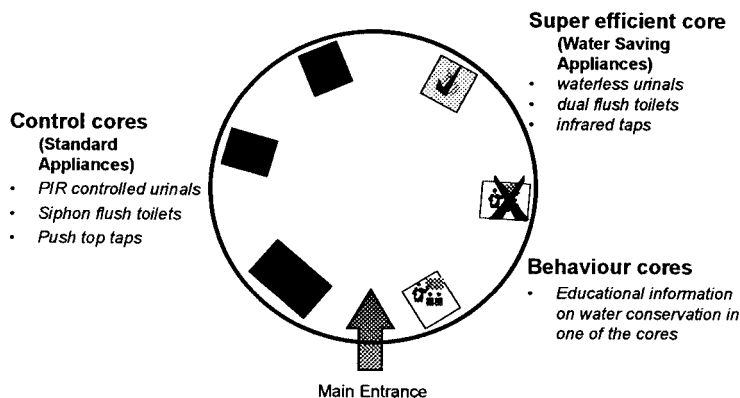 Super efficient core
(Water Saving
Appliances)
• waterless urinals
• dual flush toilets
• infrared taps
Control cores
(Standard
Appliances)
• PIR controlled urinals
• Siphon flush toilets
• Push top taps
Behaviour cores
• Educational information
on water conservation in
one of the cores
Main Entrance